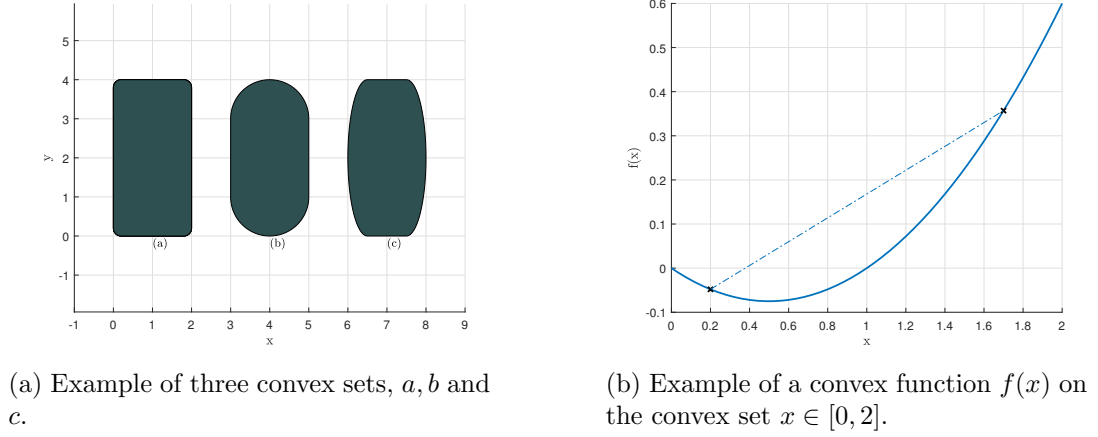 5
4
3
2
1
0
-1
y
(a)
(b)
(c)
-1 0 1 2 3 4 5 6 7 8 9
x
(a) Example of three convex sets, a, b and
c.
0.6
0.5
0.4
0.3
0.2
0.1
0
-0.1
f(x)
0 0.2 0.4 0.6 0.8 1 1.2 1.4 1.6 1.8 2
x
(b) Example of a convex function f(x) on
the convex set x ∈ [0, 2].